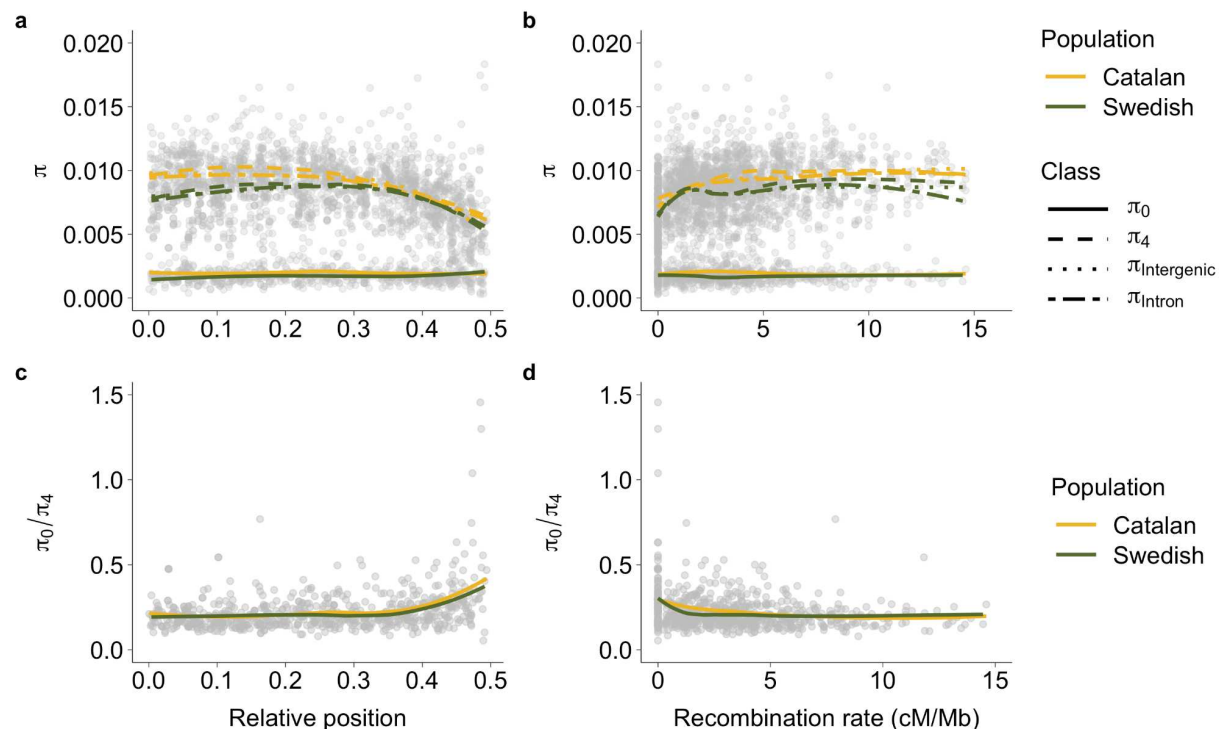 a
0.020
0.015
0.010
0.005
0.000
π
0.0 0.1 0.2 0.3 0.4 0.5
b
0.020
0.015
0.010
0.005
0.000
π
0 5 10 15
Population
Catalan
Swedish
Class
π0
π4
πIntergenic
πIntron
c
1.5
1.0
0.5
0.0
π0/π4
0.0 0.1 0.2 0.3 0.4 0.5
Relative position
d
1.5
1.0
0.5
0.0
π0/π4
0 5 10 15
Recombination rate (cM/Mb)
Population
Catalan
Swedish